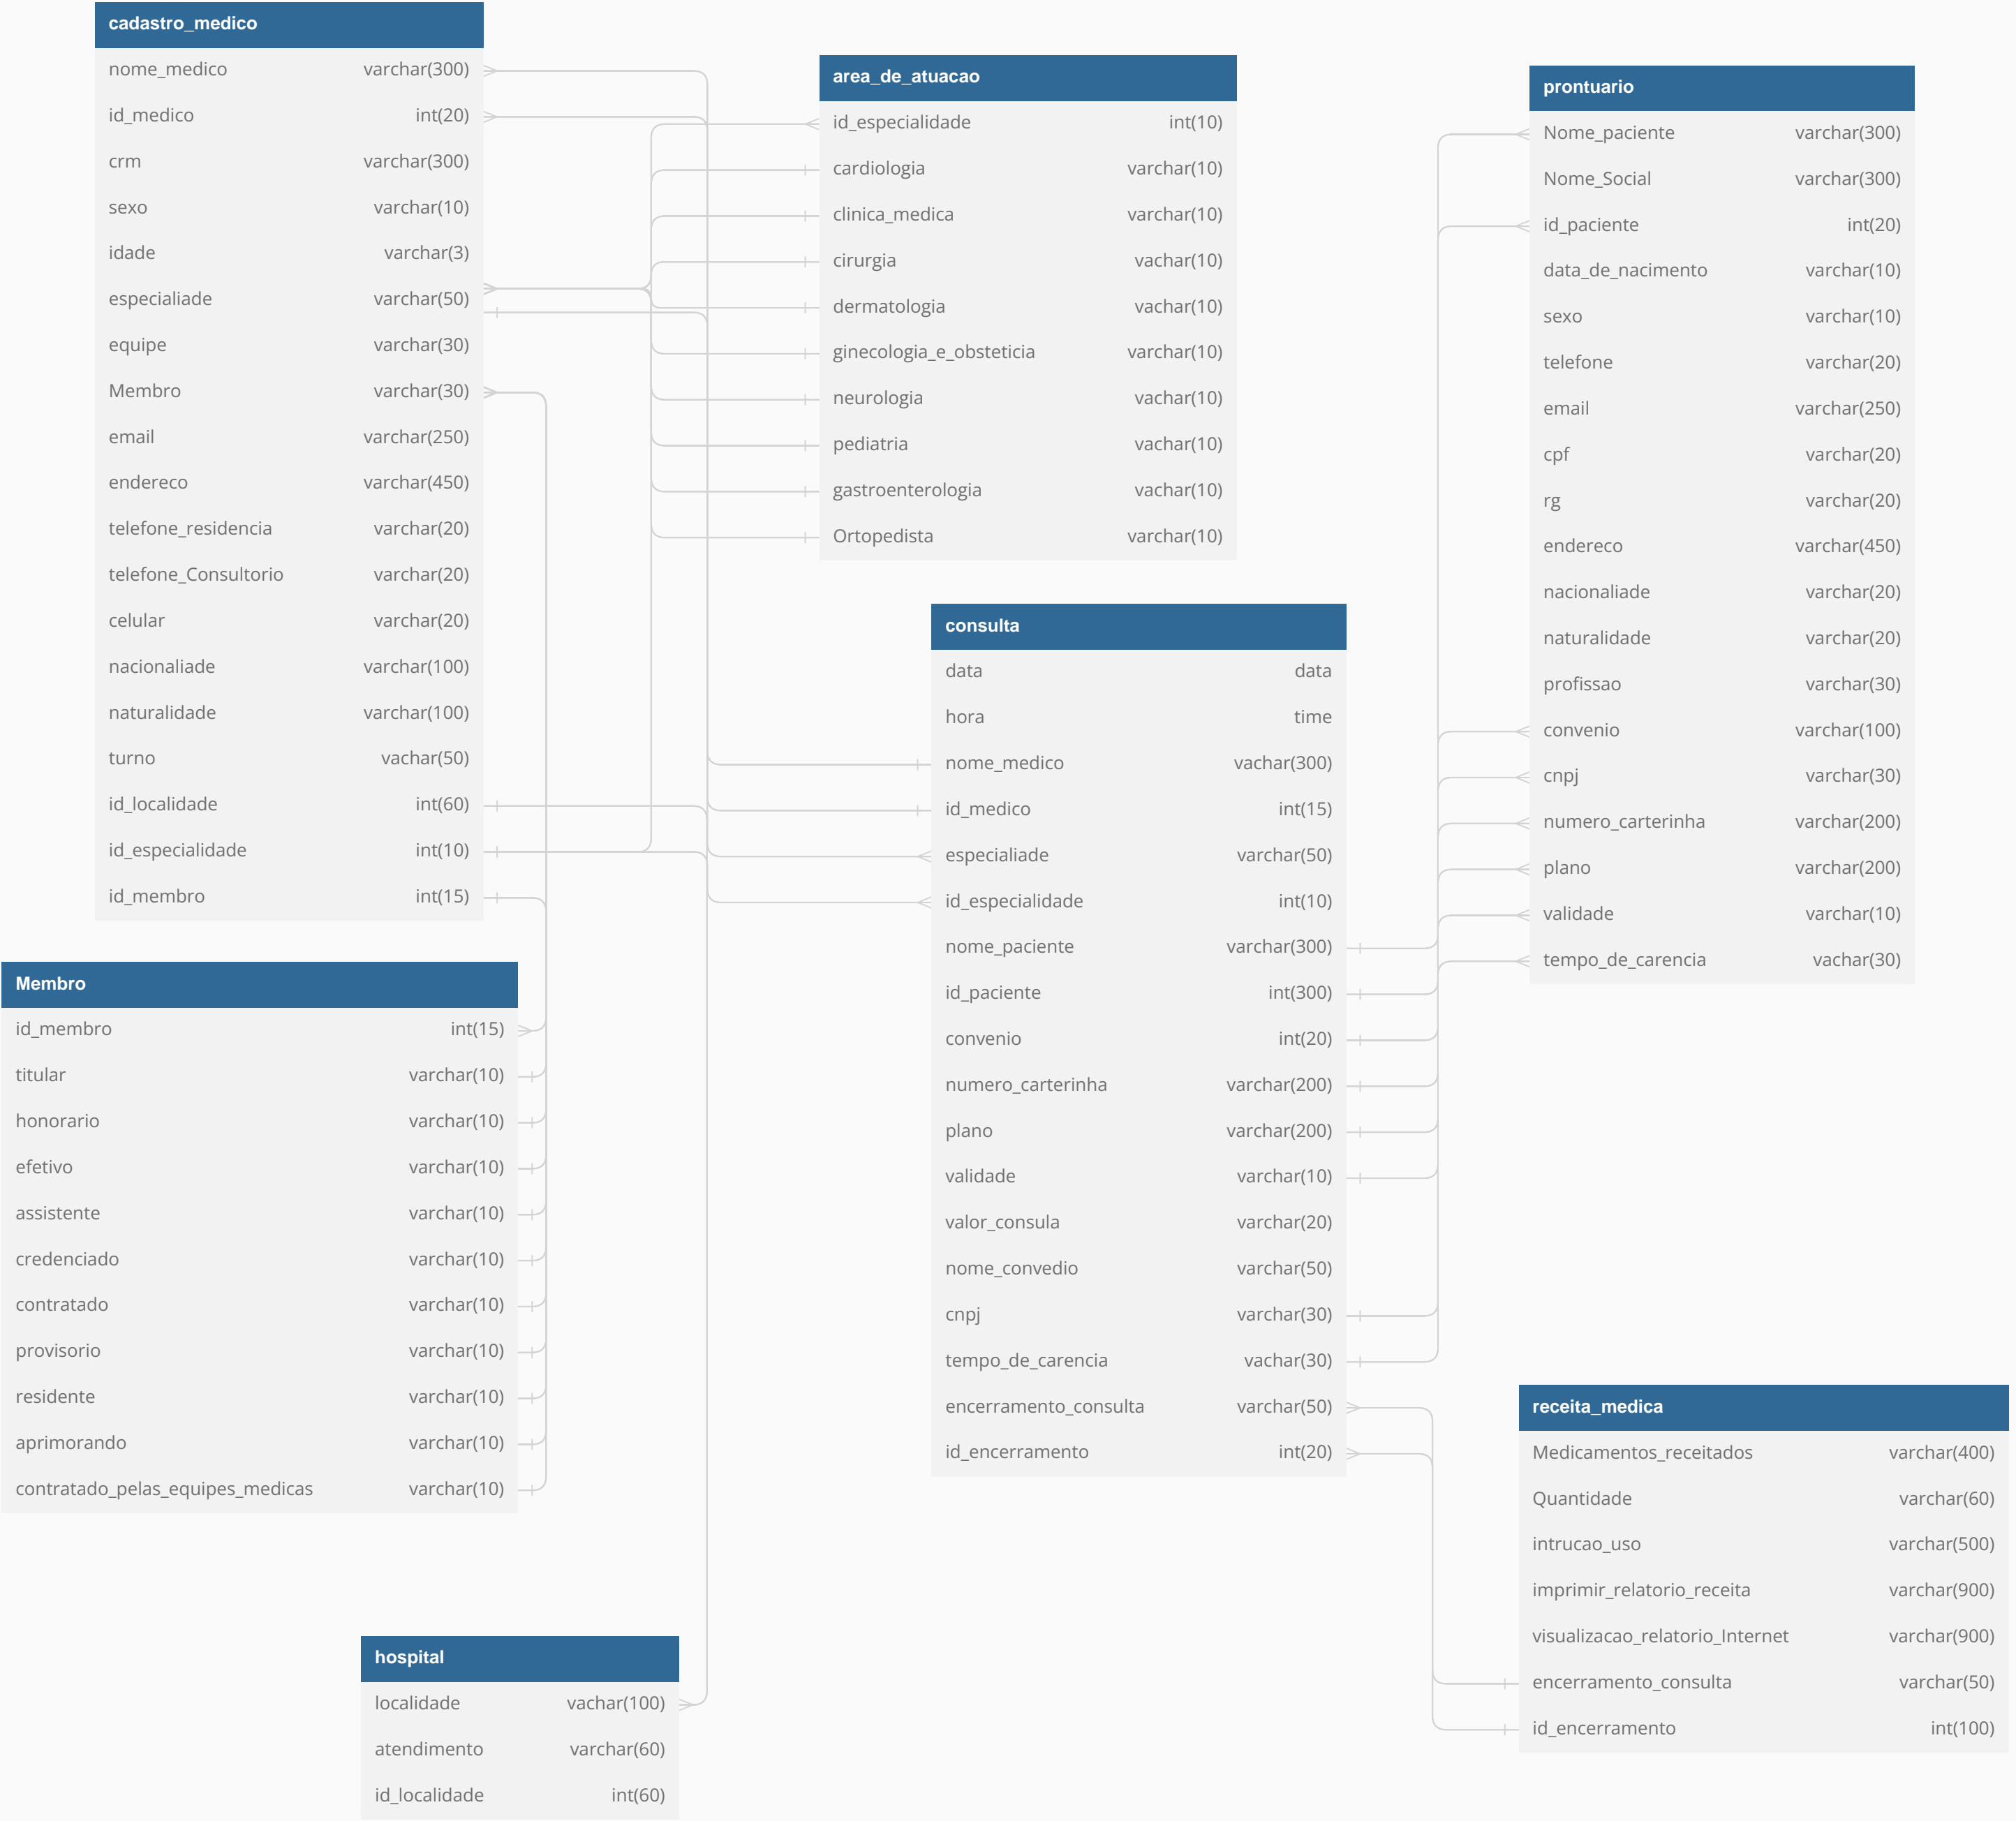 cadastro_medico
nome_medico varchar(300)
id_medico int(20)
crm varchar(300)
sexo varchar(10)
idade varchar(3)
especialiade varchar(50)
equipe varchar(30)
Membro varchar(30)
email varchar(250)
endereco varchar(450)
telefone_residencia varchar(20)
telefone_Consultorio varchar(20)
celular varchar(20)
nacionaliade varchar(100)
naturalidade varchar(100)
turno vachar(50)
id_localidade int(60)
id_especialidade int(10)
id_membro int(15)
area_de_atuacao
id_especialidade int(10)
cardiologia varchar(10)
clinica_medica varchar(10)
cirurgia vachar(10)
dermatologia vachar(10)
ginecologia_e_obsteticia varchar(10)
neurologia vachar(10)
pediatria vachar(10)
gastroenterologia vachar(10)
Ortopedista varchar(10)
prontuario
Nome_paciente varchar(300)
Nome_Social varchar(300)
id_paciente int(20)
data_de_nacimento varchar(10)
sexo varchar(10)
telefone varchar(20)
email varchar(250)
cpf varchar(20)
rg varchar(20)
endereco varchar(450)
nacionaliade varchar(20)
naturalidade varchar(20)
profissao varchar(30)
convenio varchar(100)
cnpj varchar(30)
numero_carterinha varchar(200)
plano varchar(200)
validade varchar(10)
tempo_de_carencia vachar(30)
consulta
data data
hora time
nome_medico vachar(300)
id_medico int(15)
especialiade varchar(50)
id_especialidade int(10)
nome_paciente varchar(300)
id_paciente int(300)
convenio int(20)
numero_carterinha varchar(200)
plano varchar(200)
validade varchar(10)
valor_consula varchar(20)
nome_convedio varchar(50)
cnpj varchar(30)
tempo_de_carencia vachar(30)
encerramento_consulta varchar(50)
id_encerramento int(20)
Membro
id_membro int(15)
titular varchar(10)
honorario varchar(10)
efetivo varchar(10)
assistente varchar(10)
credenciado varchar(10)
contratado varchar(10)
provisorio varchar(10)
residente varchar(10)
aprimorando varchar(10)
contratado_pelas_equipes_medicas varchar(10)
receita_medica
Medicamentos_receitados varchar(400)
Quantidade varchar(60)
intrucao_uso varchar(500)
imprimir_relatorio_receita varchar(900)
visualizacao_relatorio_Internet varchar(900)
encerramento_consulta varchar(50)
id_encerramento int(100)
hospital
localidade vachar(100)
atendimento varchar(60)
id_localidade int(60)